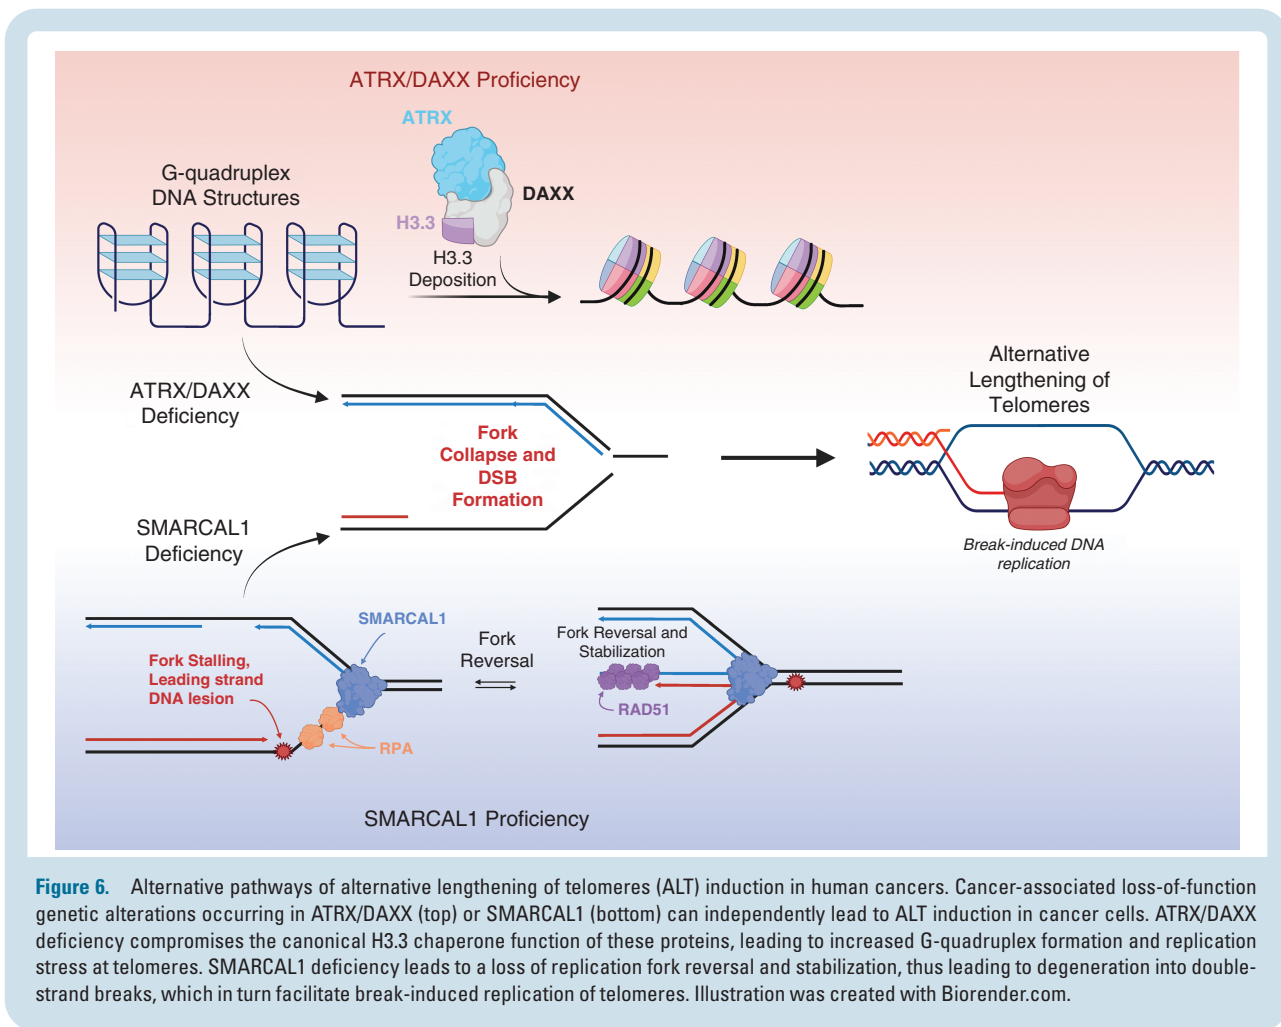 ATRX/DAXX Proficiency
ATRX
G-quadruplex
DNA Structures
DAXX
H3.3
H3.3
Deposition
ATRX/DAXX
Deficiency
Fork
Collapse and
DSB
Formation
Alternative
Lengthening of
Telomeres
Break-induced DNA
replication
SMARCAL1
Deficiency
SMARCAL1
Fork Stalling,
Leading strand
DNA lesion
RPA
Fork
Reversal
Fork Reversal and
Stabilization
RAD51
SMARCAL1 Proficiency
Figure 6. Alternative pathways of alternative lengthening of telomeres (ALT) induction in human cancers. Cancer-associated loss-of-function
genetic alterations occurring in ATRX/DAXX (top) or SMARCAL1 (bottom) can independently lead to ALT induction in cancer cells. ATRX/DAXX
deficiency compromises the canonical H3.3 chaperone function of these proteins, leading to increased G-quadruplex formation and replication
stress at telomeres. SMARCAL1 deficiency leads to a loss of replication fork reversal and stabilization, thus leading to degeneration into double-
strand breaks, which in turn facilitate break-induced replication of telomeres. Illustration was created with Biorender.com.